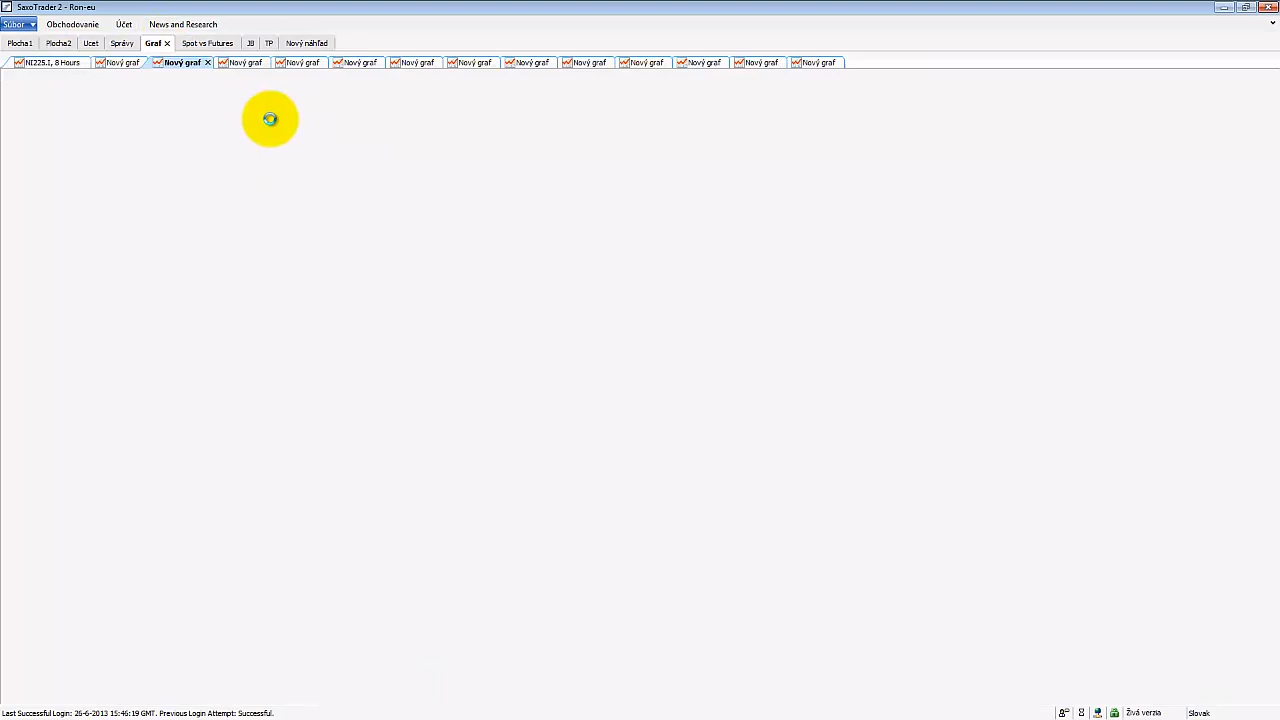 SaxoTrader 2 - Ron-eu
Súbor Obchodovanie Účet News and Research
Plocha1 Plocha2 Ucet Správy Graf Spot vs Futures JB TP Nový náhľad
NI225.I, 8 Hours Nový graf Nový graf Nový graf Nový graf Nový graf Nový graf Nový graf Nový graf Nový graf Nový graf Nový graf Nový graf Nový graf
Last Successful Login: 26-6-2013 15:46:19 GMT. Previous Login Attempt: Successful. Živá verzia Slovak